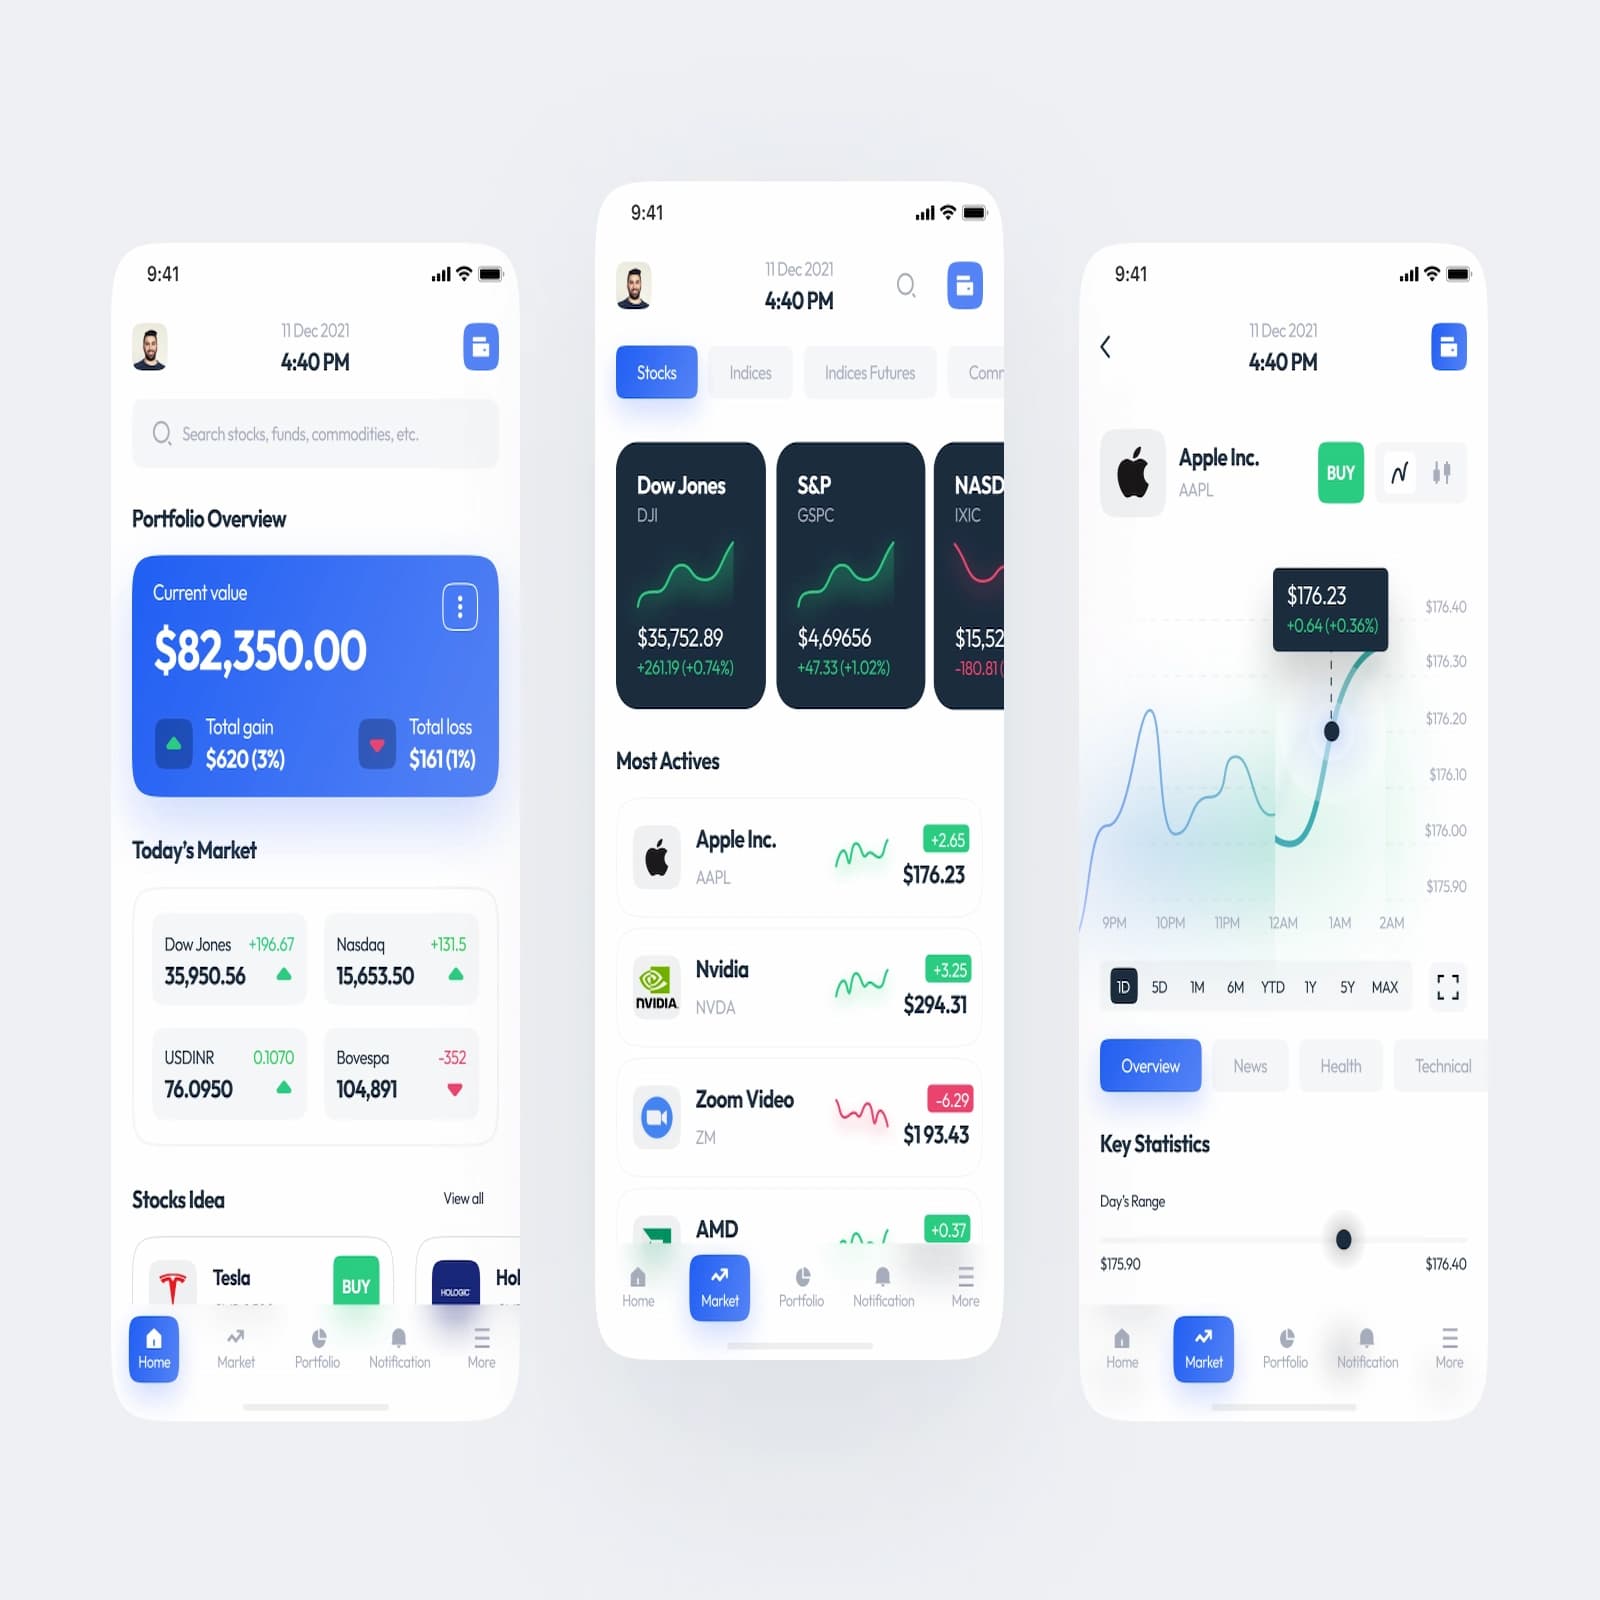 9:41
11 Dec 2021
4:40 PM
Search stocks, funds, commodities, etc.
Portfolio Overview
Current value
$82,350.00
Total gain
$620 (3%)
Total loss
$161 (1%)
Today's Market
Dow Jones +196.67
35,950.56
Nasdaq +131.5
15,653.50
USDINR 0.1070
76.0950
Bovespa -352
104,891
Stocks Idea
View all
Tesla
BUY
HOLOGIC
Hol
Home
Market
Portfolio
Notification
More
9:41
11 Dec 2021
4:40 PM
Stocks
Indices
Indices Futures
Comm
Dow Jones
DJI
$35,752.89
+261.19 (+0.74%)
S&P
GSPC
$4,69656
+47.33 (+1.02%)
NASD
IXIC
$15,52
-180.81 (
Most Actives
Apple Inc.
AAPL
+2.65
$176.23
NVIDIA
Nvidia
NVDA
+3.25
$294.31
Zoom Video
ZM
-6.29
$193.43
AMD
+0.37
Home
Market
Portfolio
Notification
More
9:41
11 Dec 2021
4:40 PM
Apple Inc.
AAPL
BUY
$176.23
+0.64 (+0.36%)
$176.40
$176.30
$176.20
$176.10
$176.00
$175.90
9PM 10PM 11PM 12AM 1AM 2AM
1D 5D 1M 6M YTD 1Y 5Y MAX
Overview
News
Health
Technical
Key Statistics
Day's Range
$175.90
$176.40
Home
Market
Portfolio
Notification
More